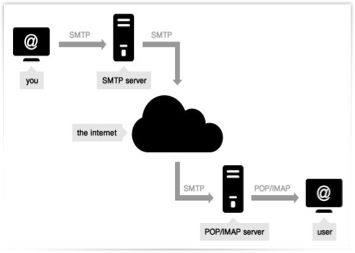 @
SMTP
SMTP
you
SMTP server
the internet
SMTP
POP/IMAP
@
POP/IMAP server
user